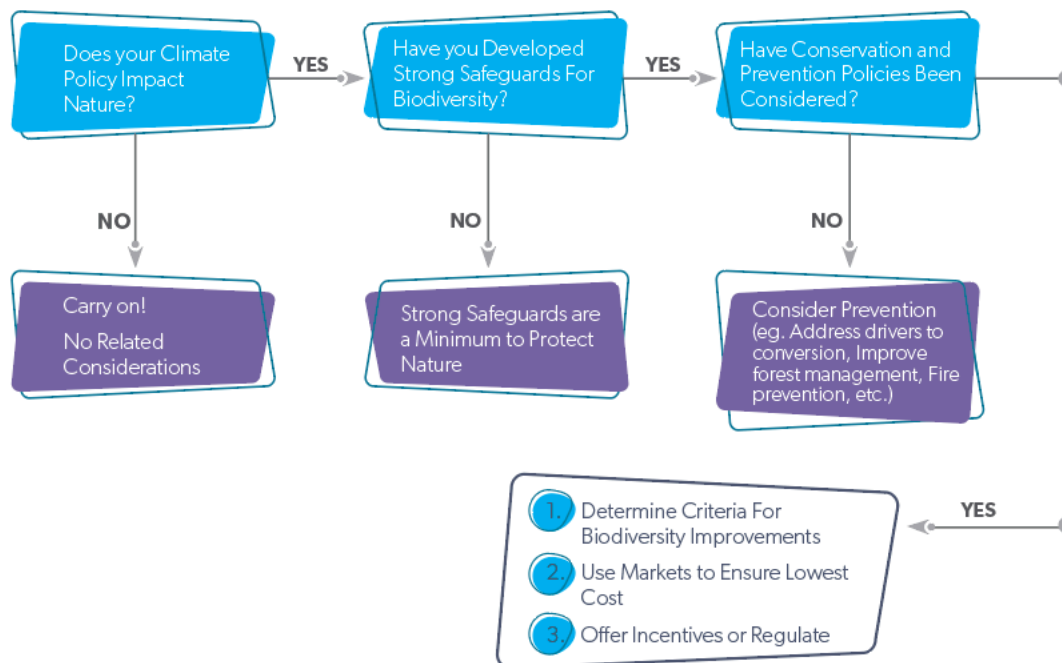 Does your Climate
Policy Impact
Nature?
YES
Have you Developed
Strong Safeguards For
Biodiversity?
YES
Have Conservation and
Prevention Policies Been
Considered?
NO
NO
NO
Carry on!
No Related
Considerations
Strong Safeguards are
a Minimum to Protect
Nature
Consider Prevention
(eg. Address drivers to
conversion, Improve
forest management, Fire
prevention, etc.)
YES
1. Determine Criteria For
Biodiversity Improvements
2. Use Markets to Ensure Lowest
Cost
3. Offer Incentives or Regulate